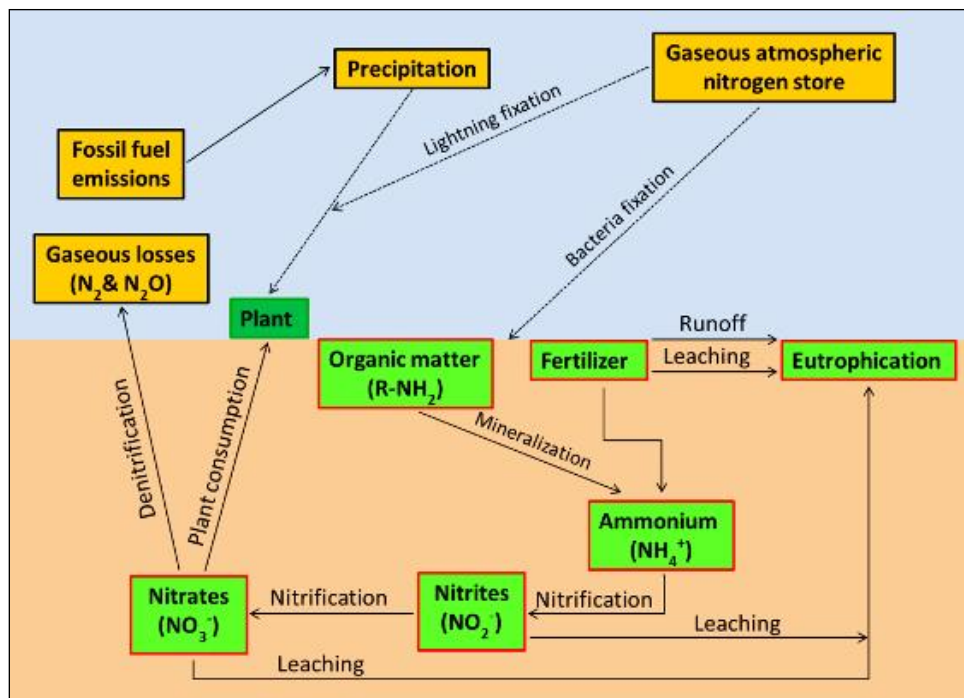 Precipitation
Gaseous atmospheric
nitrogen store
Lightning fixation
Fossil fuel
emissions
Bacteria fixation
Gaseous losses
(N₂& N₂O)
Plant
Runoff
Organic matter
(R-NH₂)
Fertilizer
Leaching
Eutrophication
Denitrification
Plant consumption
Mineralization
Ammonium
(NH₄⁺)
Nitrates
(NO₃⁻)
Nitrification
Nitrites
(NO₂⁻)
Nitrification
Leaching
Leaching